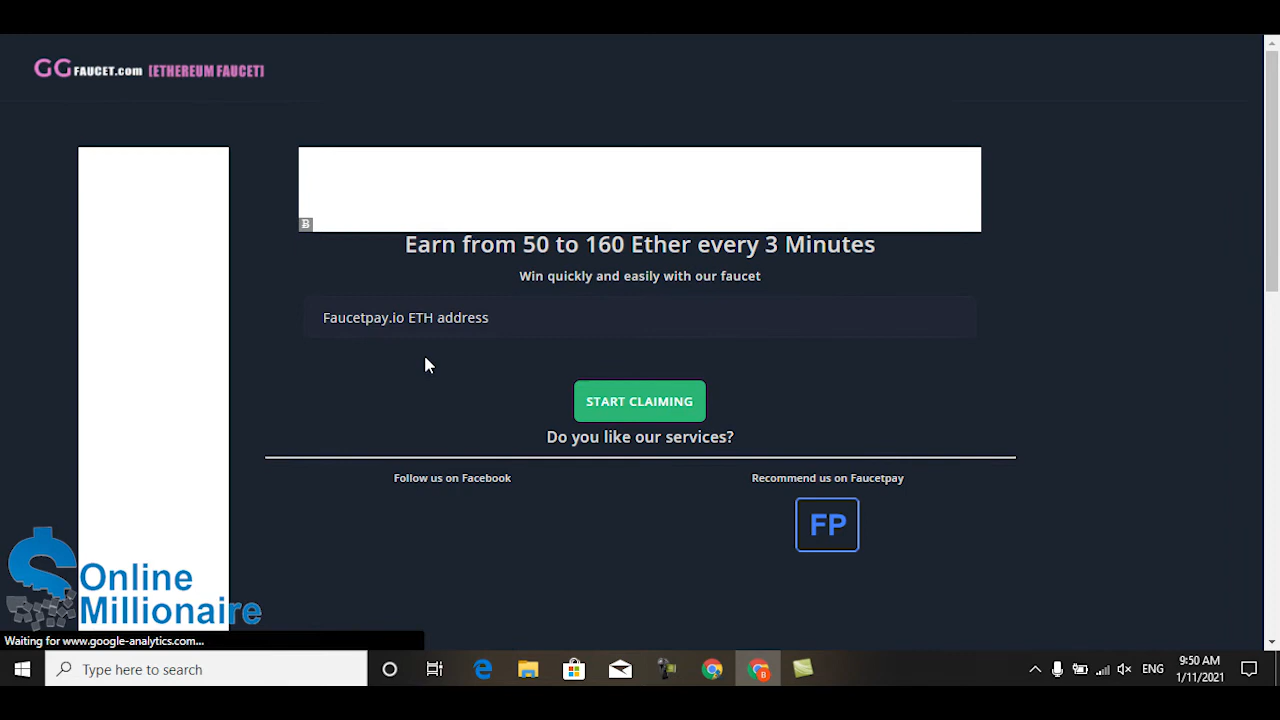 GGFAUCET.com [ETHEREUM FAUCET]
Earn from 50 to 160 Ether every 3 Minutes
Win quickly and easily with our faucet
Faucetpay.io ETH address
START CLAIMING
Do you like our services?
Follow us on Facebook
Recommend us on Faucetpay
FP
$ Online
Millionaire
Waiting for www.google-analytics.com...
Type here to search
B
ENG
9:50 AM
1/11/2021